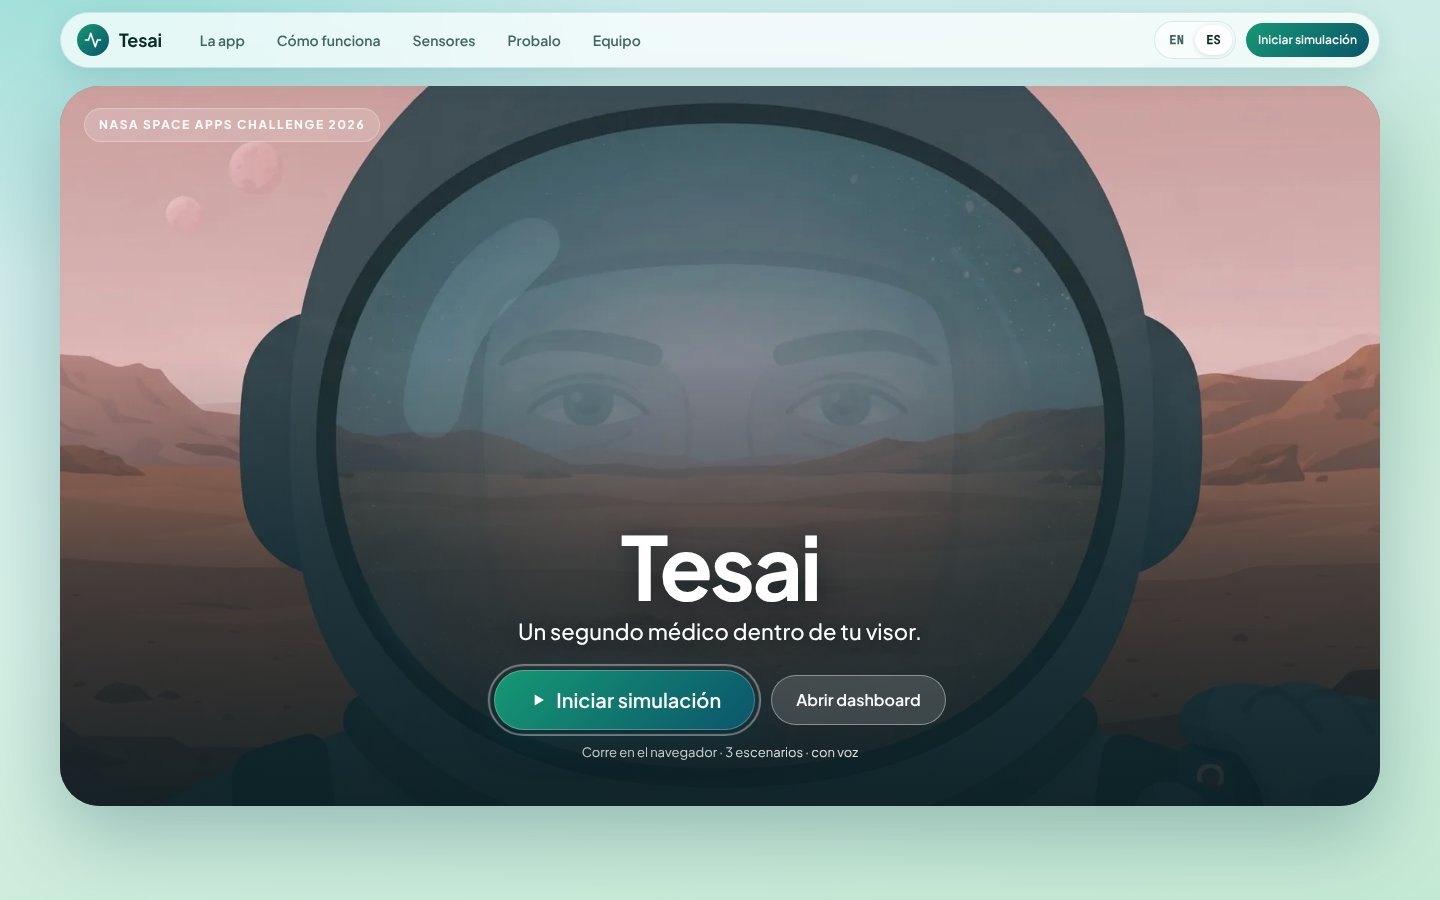 Tesai
La app
Cómo funciona
Sensores
Probalo
Equipo
EN
ES
Iniciar simulación
NASA SPACE APPS CHALLENGE 2026
Tesai
Un segundo médico dentro de tu visor.
Iniciar simulación
Abrir dashboard
Corre en el navegador · 3 escenarios · con voz